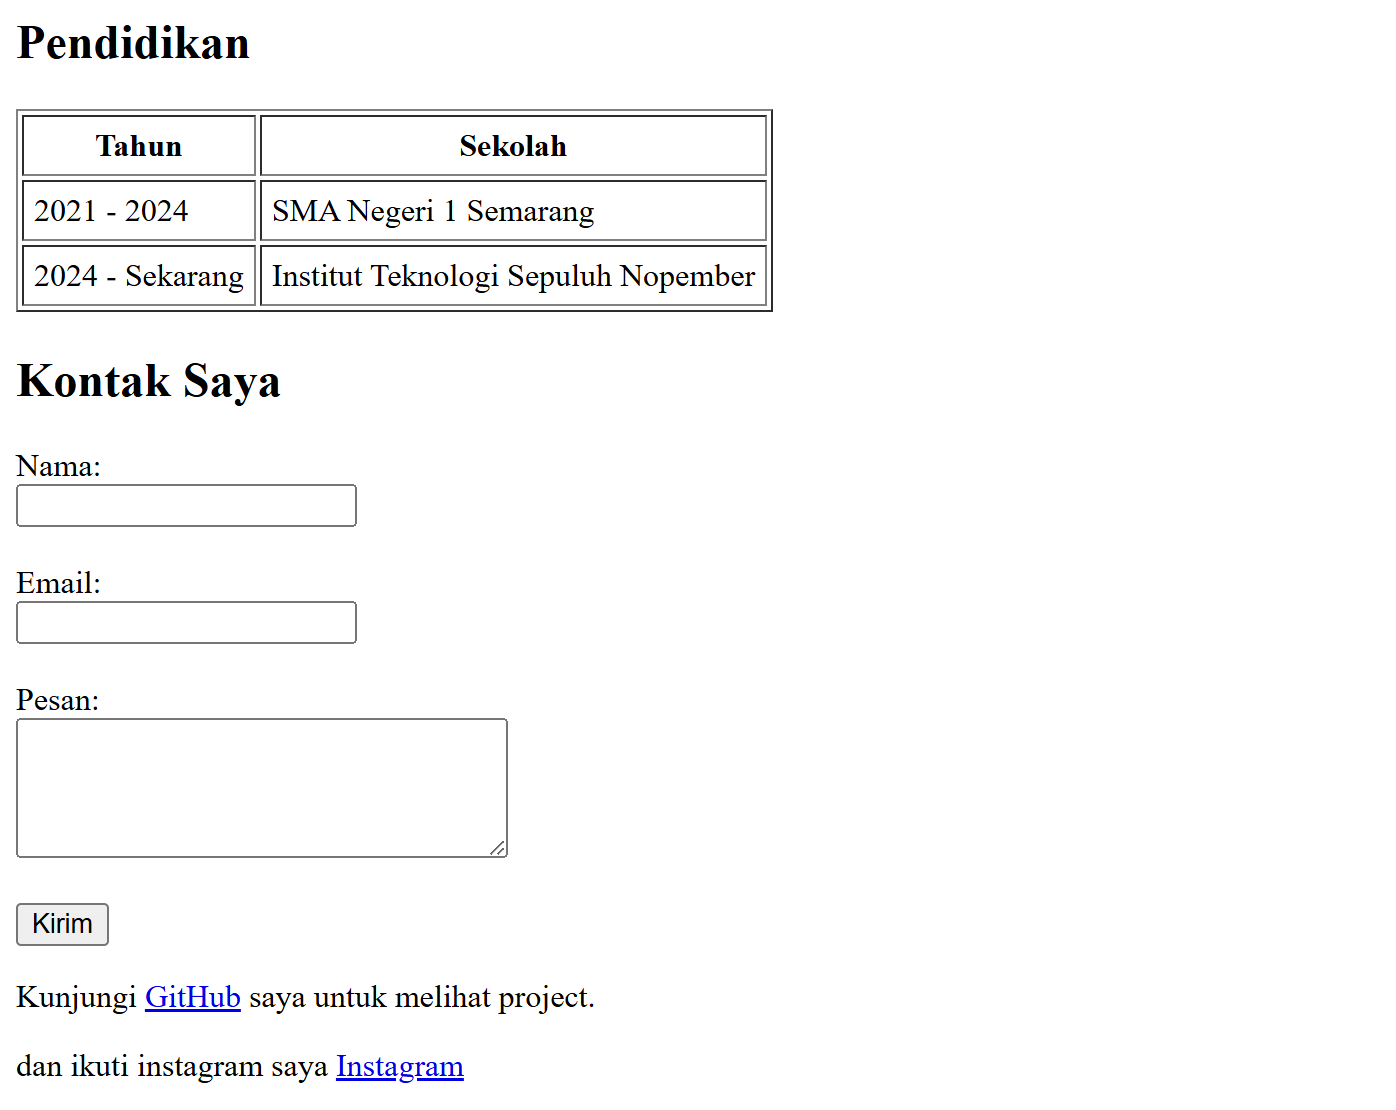 Pendidikan
Tahun Sekolah
2021 - 2024 SMA Negeri 1 Semarang
2024 - Sekarang Institut Teknologi Sepuluh Nopember
Kontak Saya
Nama:
Email:
Pesan:
Kirim
Kunjungi GitHub saya untuk melihat project.
dan ikuti instagram saya Instagram